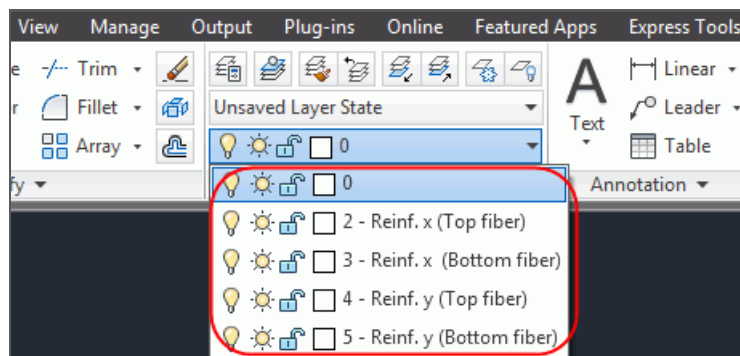 View Manage Output Plug-ins Online Featured Apps Express Tools
e Trim Linear
r Fillet Unsaved Layer State Text Leader
Array 0 Table
fy 0 Annotation
2 - Reinf. x (Top fiber)
3 - Reinf. x (Bottom fiber)
4 - Reinf. y (Top fiber)
5 - Reinf. y (Bottom fiber)